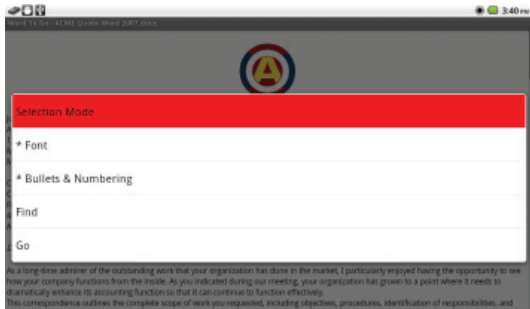 3:40 PM
Word To Go - ACME Quote Word 2007.docx
A
Selection Mode
* Font
* Bullets & Numbering
Find
Go
As a long-time admirer of the outstanding work that your organization has done in the market, I particularly enjoyed having the opportunity to see
how your company functions from the inside. As you indicated during our meeting, your organization has grown to a point where it needs to
dramatically enhance its accounting function so that it can continue to function effectively.
This correspondence outlines the complete scope of work you requested, including objectives, procedures, identification of responsibilities, and